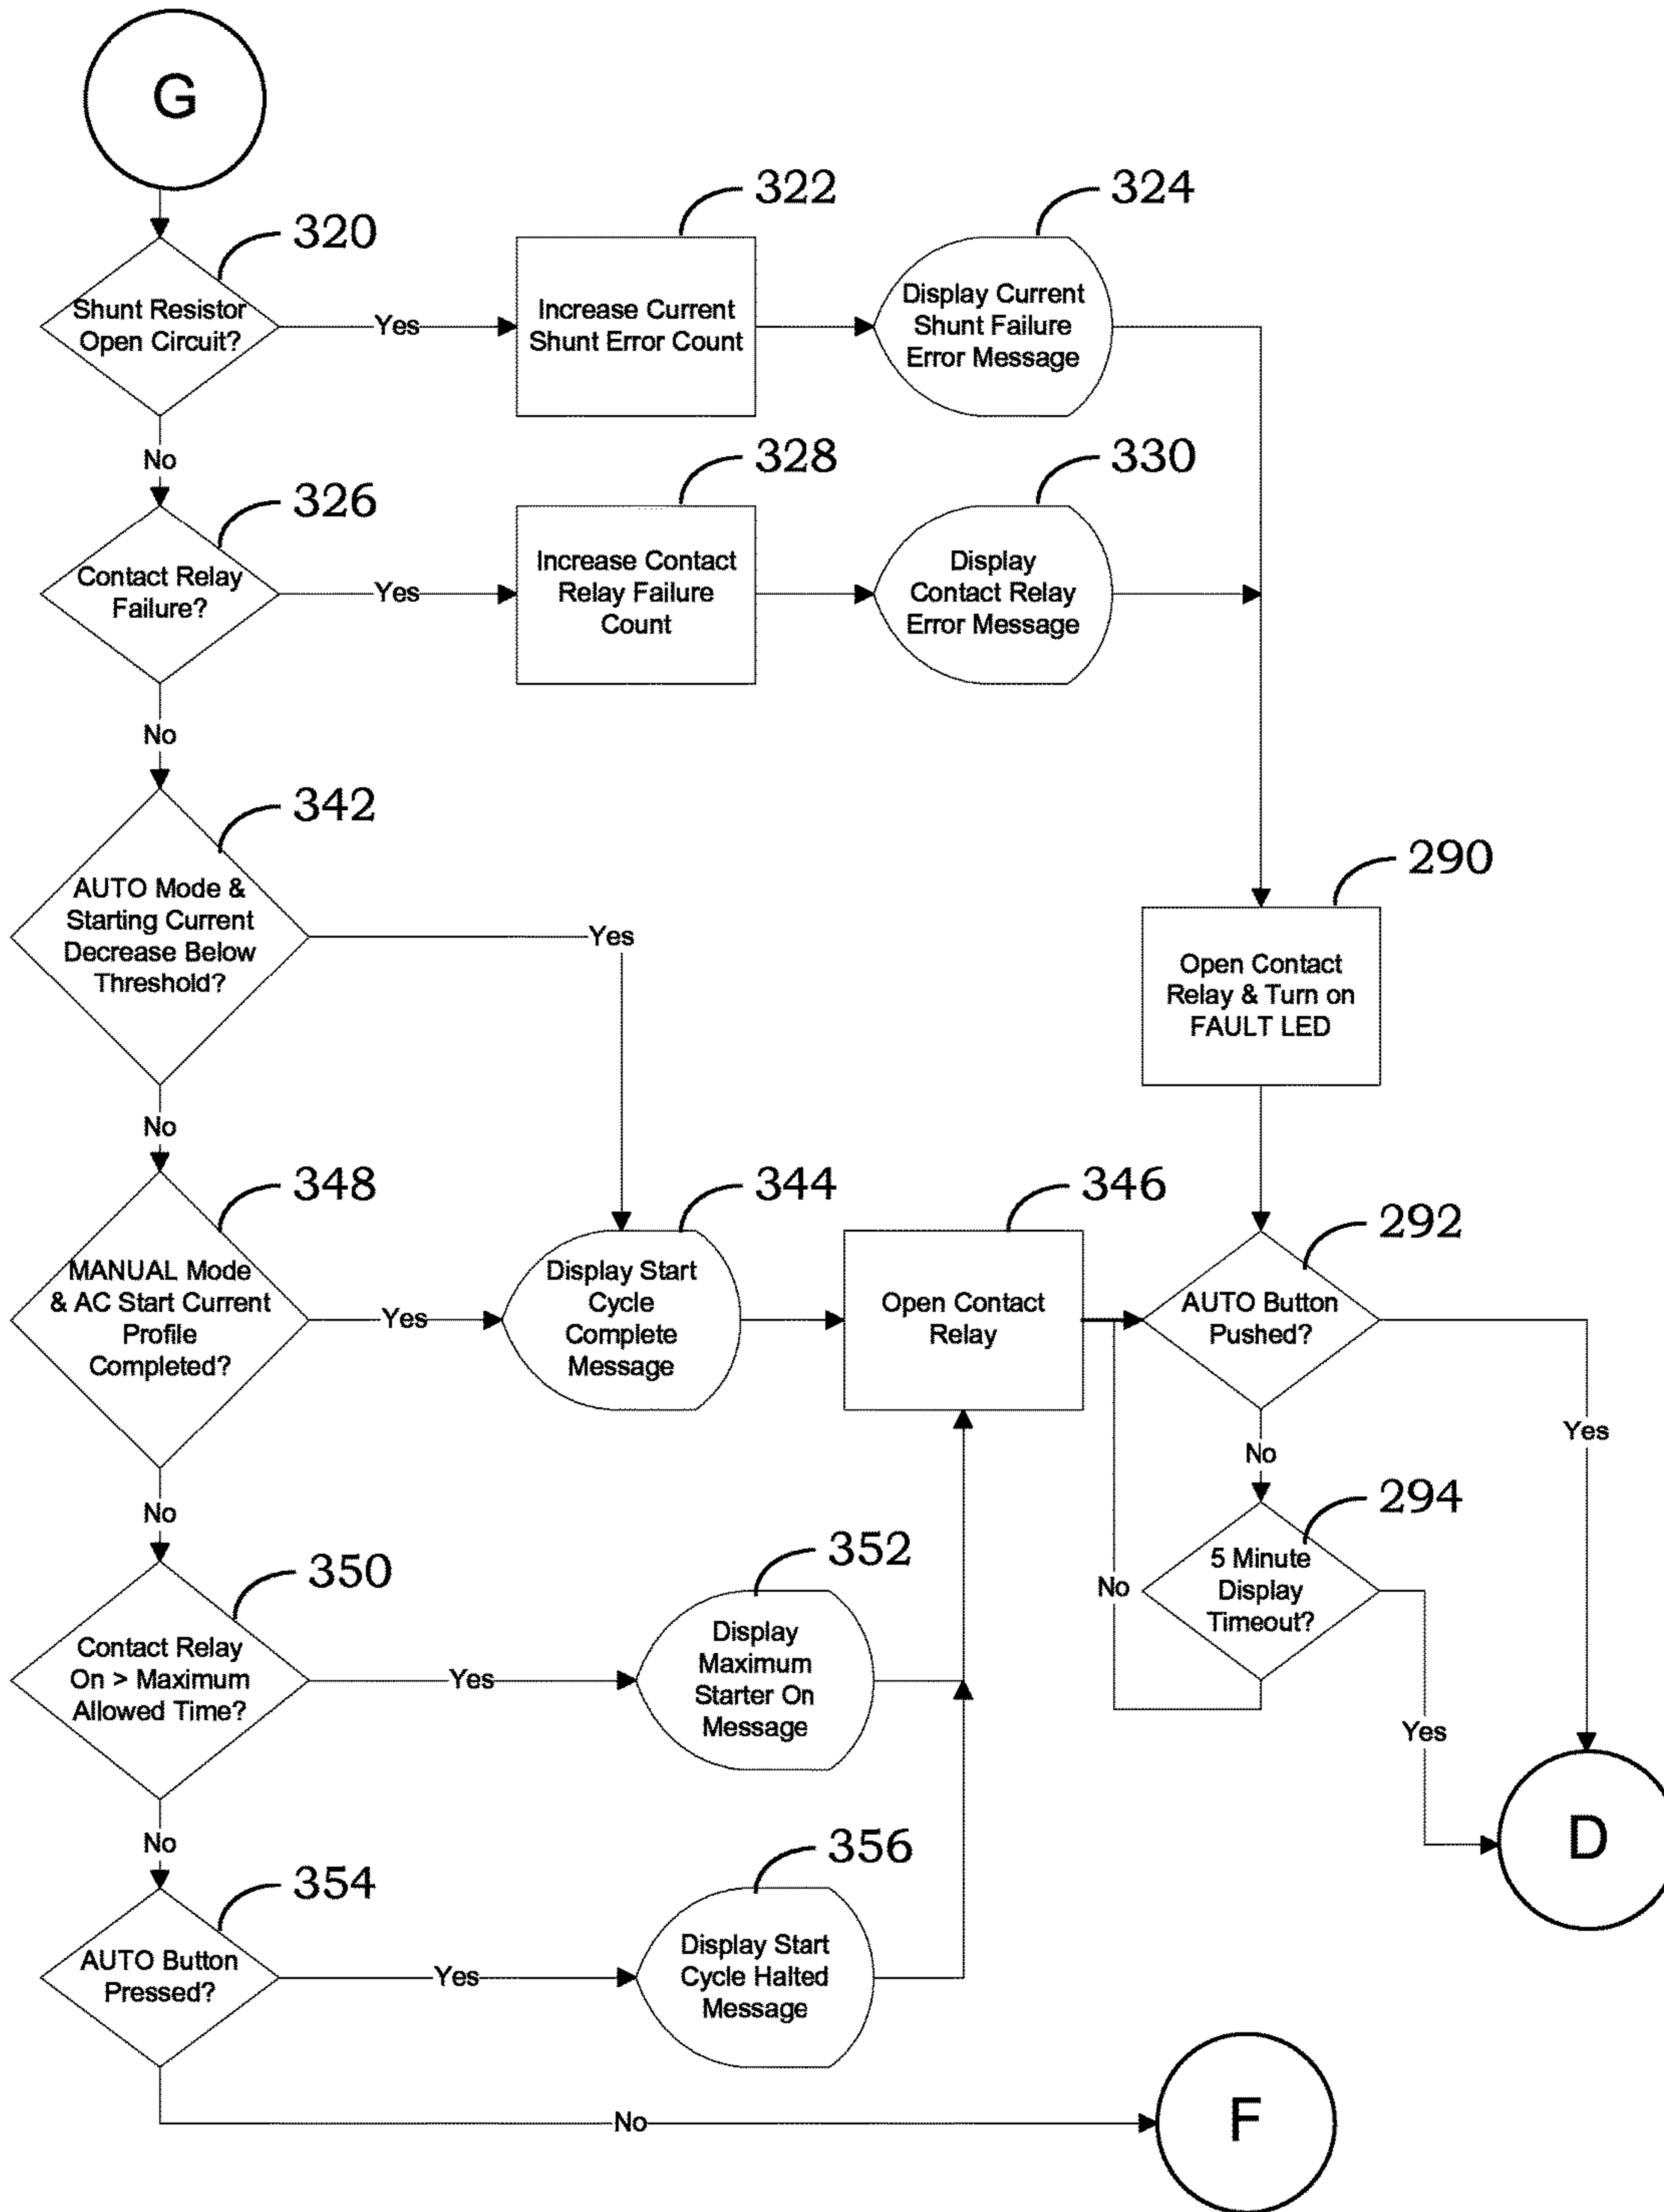 G
320
322
324
Shunt Resistor
Open Circuit?
Yes
Increase Current
Shunt Error Count
Display Current
Shunt Failure
Error Message
No
326
328
330
Contact Relay
Failure?
Yes
Increase Contact
Relay Failure
Count
Display
Contact Relay
Error Message
No
342
AUTO Mode &
Starting Current
Decrease Below
Threshold?
Yes
290
Open Contact
Relay & Turn on
FAULT LED
No
348
344
346
292
MANUAL Mode
& AC Start Current
Profile
Completed?
Yes
Display Start
Cycle
Complete
Message
Open Contact
Relay
AUTO Button
Pushed?
Yes
No
No
294
5 Minute
Display
Timeout?
No
Yes
350
352
Contact Relay
On > Maximum
Allowed Time?
Yes
Display
Maximum
Starter On
Message
D
No
354
356
AUTO Button
Pressed?
Yes
Display Start
Cycle Halted
Message
No
F